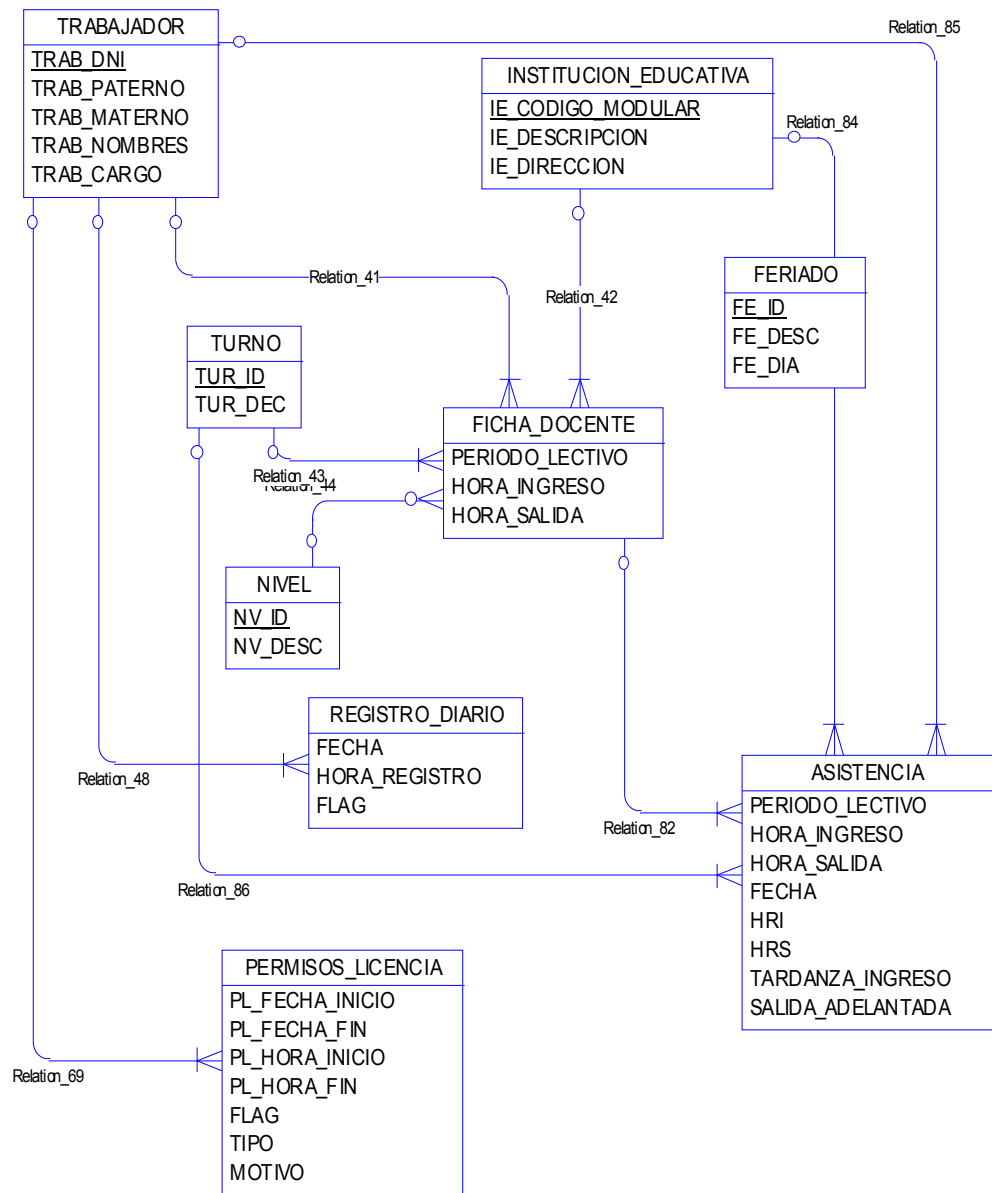 TRABAJADOR
TRAB_DNI
TRAB_PATERNO
TRAB_MATERNO
TRAB_NOMBRES
TRAB_CARGO
Relation_85
INSTITUCION_EDUCATIVA
IE_CODIGO_MODULAR
IE_DESCRIPCION
IE_DIRECCION
Relation_84
Relation_41
Relation_42
FERIADO
FE_ID
FE_DESC
FE_DIA
TURNO
TUR_ID
TUR_DEC
FICHA_DOCENTE
PERIODO_LECTIVO
HORA_INGRESO
HORA_SALIDA
Relation_43
Relation_44
NIVEL
NV_ID
NV_DESC
REGISTRO_DIARIO
FECHA
HORA_REGISTRO
FLAG
Relation_48
Relation_82
Relation_86
ASISTENCIA
PERIODO_LECTIVO
HORA_INGRESO
HORA_SALIDA
FECHA
HRI
HRS
TARDANZA_INGRESO
SALIDA_ADELANTADA
PERMISOS_LICENCIA
PL_FECHA_INICIO
PL_FECHA_FIN
PL_HORA_INICIO
PL_HORA_FIN
FLAG
TIPO
MOTIVO
Relation_69